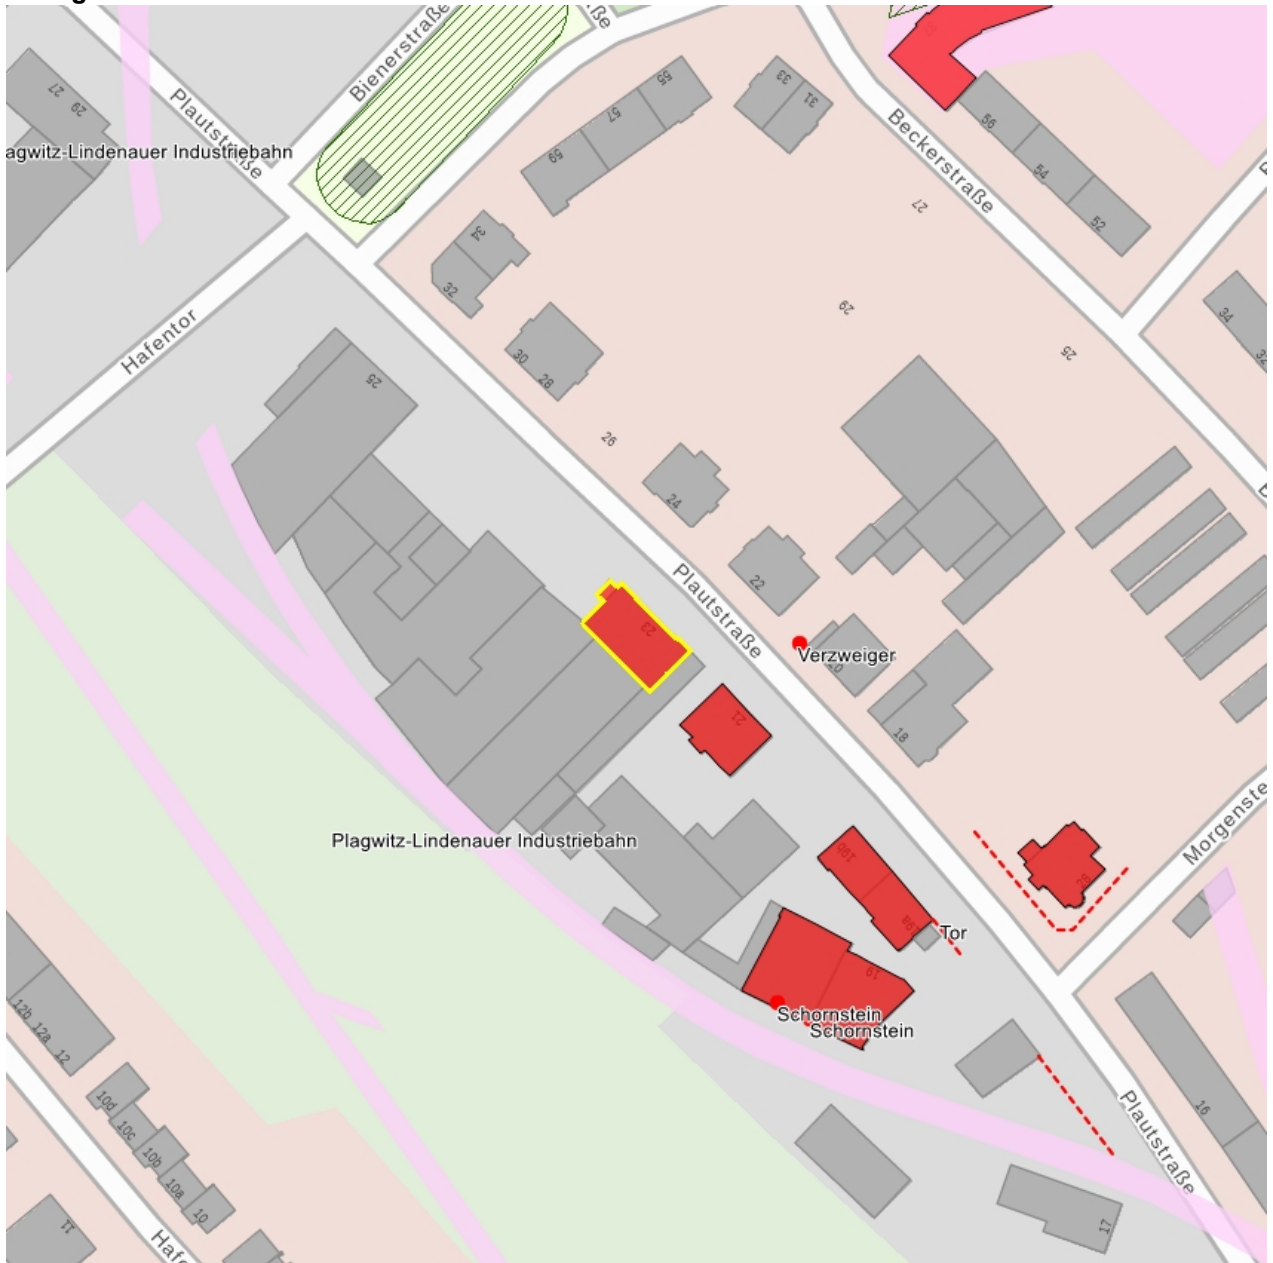 Bienerstraße
ße
Plautstraße
27
29
agwitz-Lindenauer Industriebahn
55
57
59
33
31
Beckerstraße
56
54
52
27
34
32
29
Hafentor
30
28
25
25
34
32
26
24
22
Plautstraße
23
Verzweiger
20
18
21
Plagwitz-Lindenauer Industriebahn
Morgenste
19b
19a
28
Tor
19
Schornstein
Schornstein
12b
12a
12
10d
10c
10b
10a
10
11
Hafe
Plautstraße
16
17